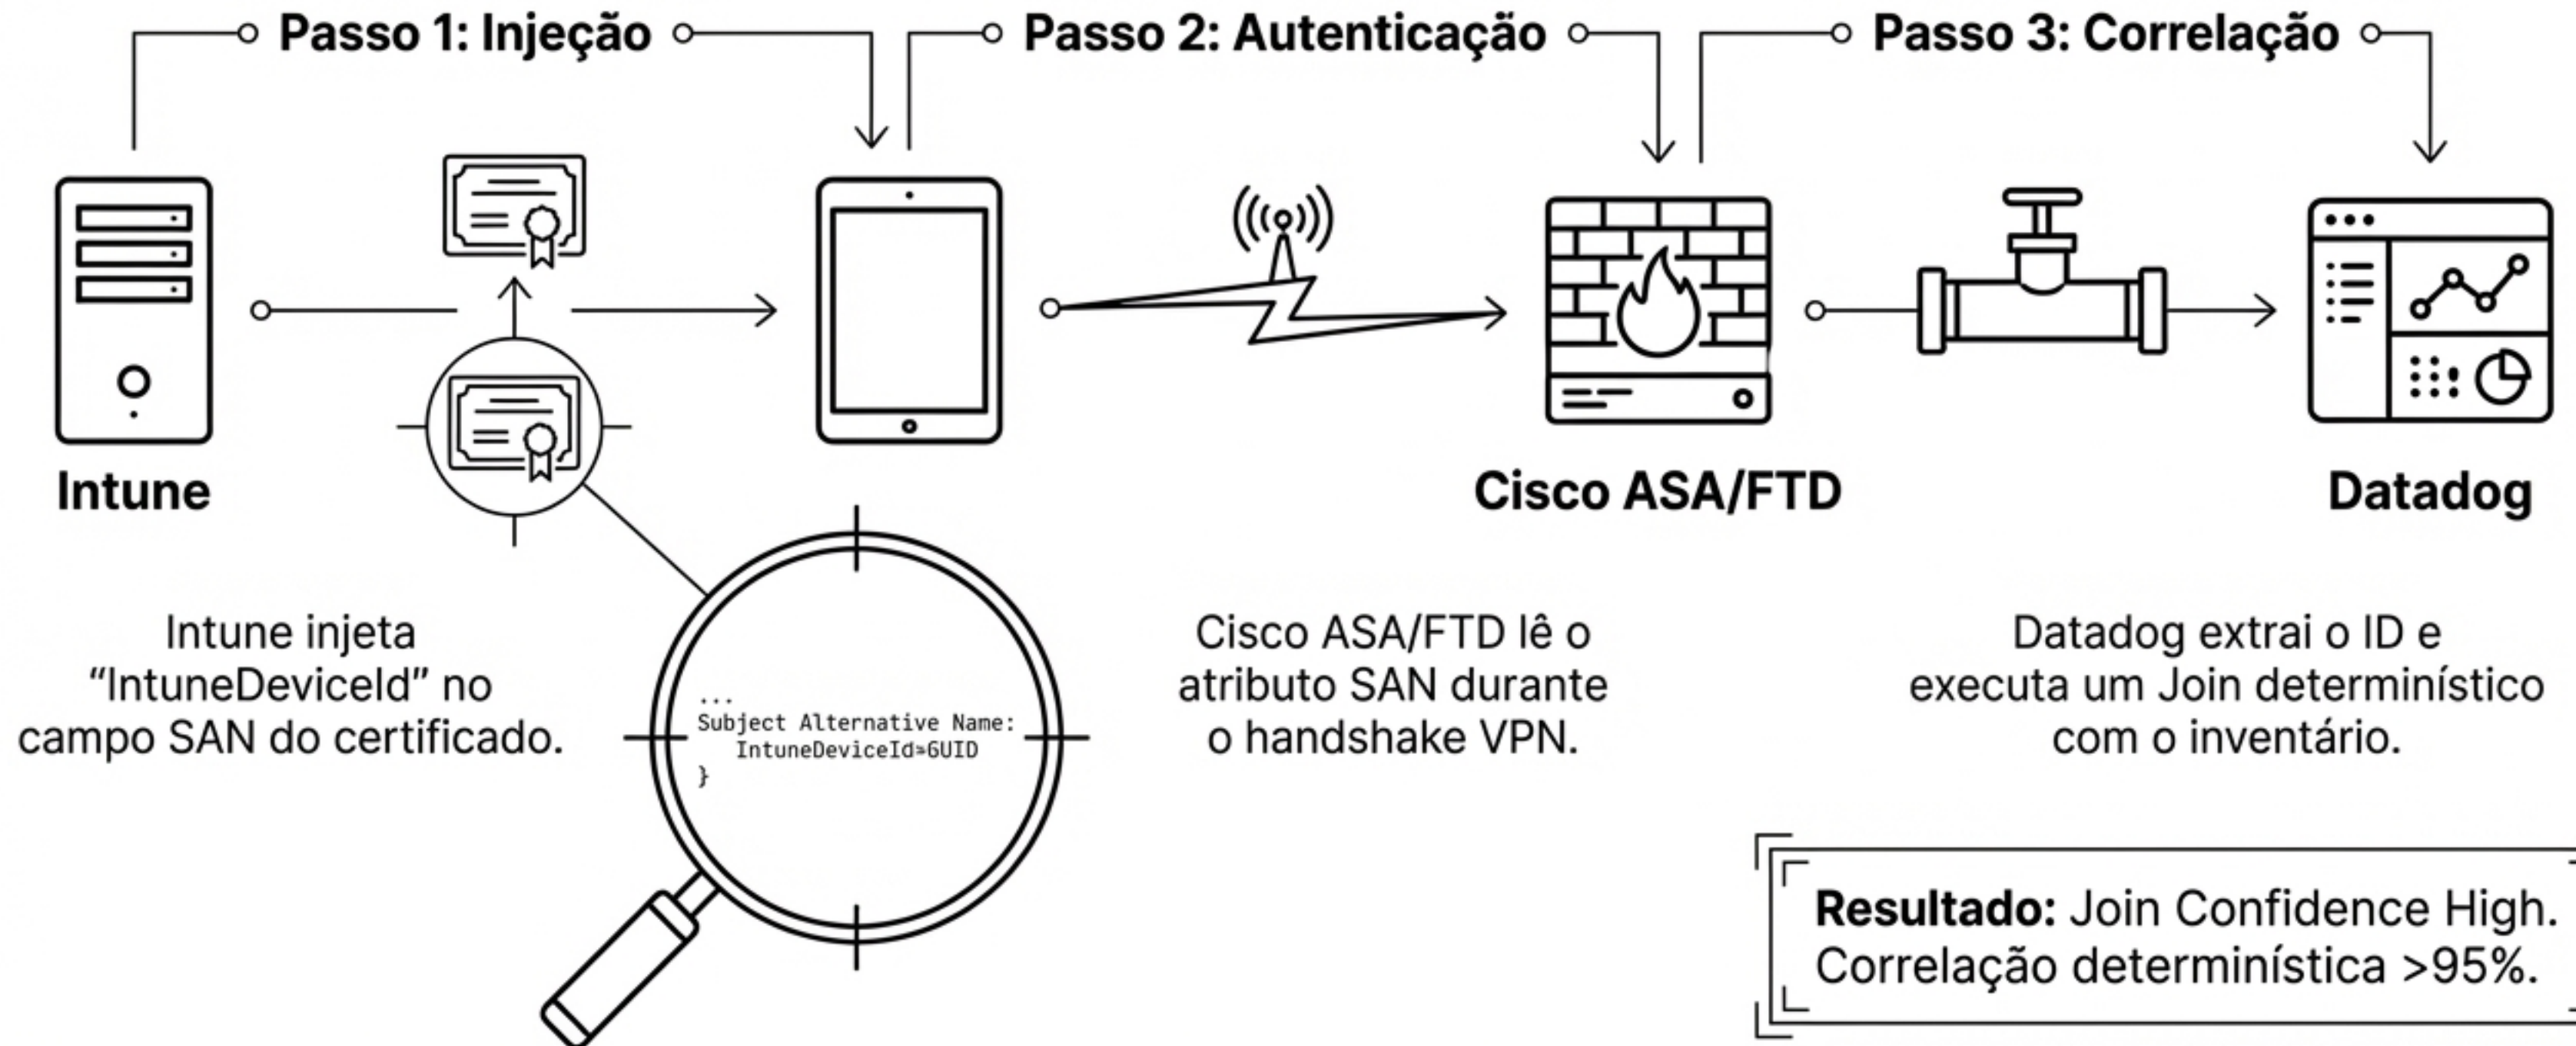 Passo 1: Injeção
Passo 2: Autenticação
Passo 3: Correlação
Intune
Cisco ASA/FTD
Datadog
Intune injeta
“IntuneDeviceId” no
campo SAN do certificado.
...
Subject Alternative Name:
IntuneDeviceId=GUID
}
Cisco ASA/FTD lê o
atributo SAN durante
o handshake VPN.
Datadog extrai o ID e
executa um Join determinístico
com o inventário.
Resultado: Join Confidence High.
Correlação determinística >95%.